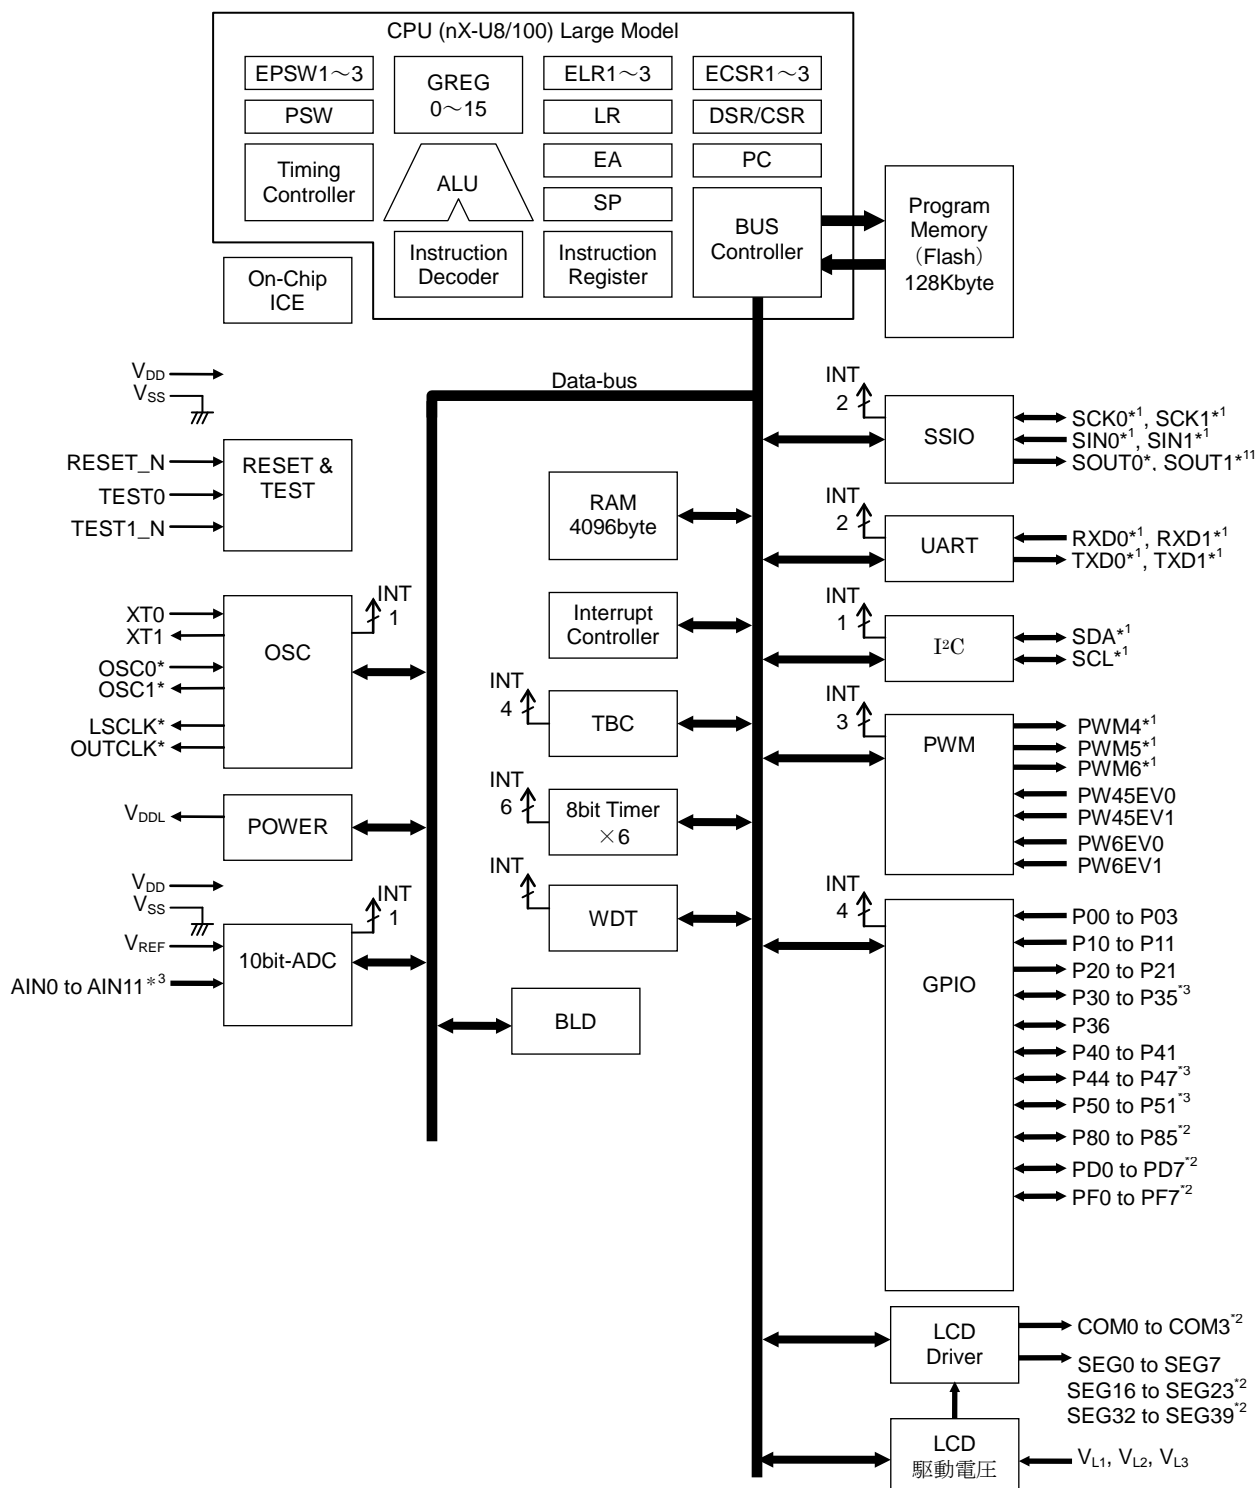 CPU (nX-U8/100) Large Model
EPSW1～3
GREG
0～15
ELR1～3
ECSR1～3
PSW
LR
DSR/CSR
Timing
Controller
ALU
EA
PC
SP
BUS
Controller
Instruction
Decoder
Instruction
Register
Program
Memory
（Flash）
128Kbyte
On-Chip
ICE
VDD
VSS
Data-bus
RESET_N
TEST0
TEST1_N
RESET &
TEST
XT0
XT1
OSC0*
OSC1*
LSCLK*
OUTCLK*
OSC
INT
1
VDDL
POWER
VDD
VSS
VREF
AIN0 to AIN11*3
10bit-ADC
INT
1
RAM
4096byte
Interrupt
Controller
INT
4
TBC
INT
6
8bit Timer
×6
INT
WDT
BLD
INT
2
SSIO
SCK0*1, SCK1*1
SIN0*1, SIN1*1
SOUT0*, SOUT1*11
INT
2
UART
RXD0*1, RXD1*1
TXD0*1, TXD1*1
INT
1
I2C
SDA*1
SCL*1
INT
3
PWM
PWM4*1
PWM5*1
PWM6*1
PW45EV0
PW45EV1
PW6EV0
PW6EV1
INT
4
GPIO
P00 to P03
P10 to P11
P20 to P21
P30 to P35*3
P36
P40 to P41
P44 to P47*3
P50 to P51*3
P80 to P85*2
PD0 to PD7*2
PF0 to PF7*2
LCD
Driver
COM0 to COM3*2
SEG0 to SEG7
SEG16 to SEG23*2
SEG32 to SEG39*2
LCD
駆動電圧
VL1, VL2, VL3